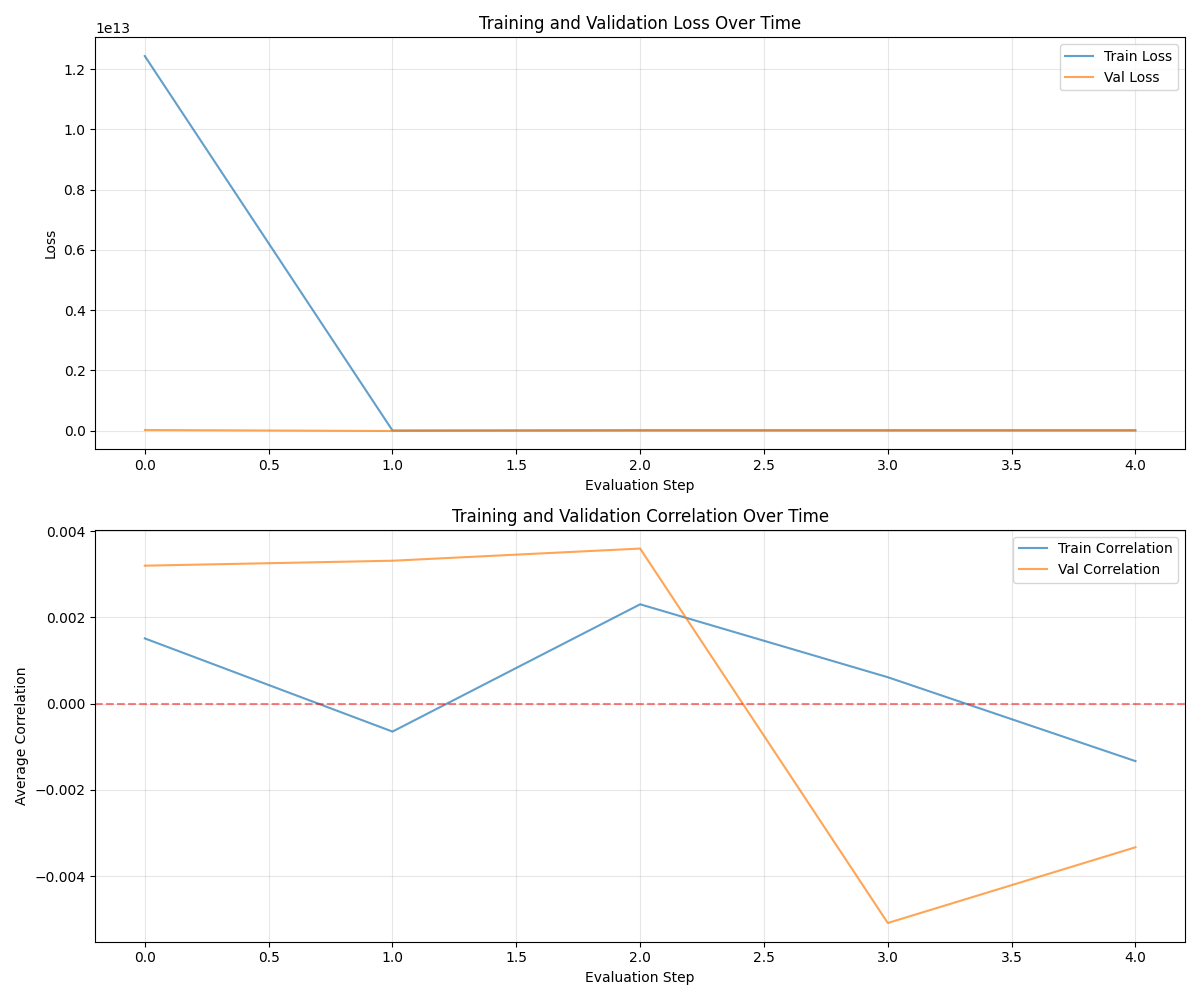 Training and Validation Loss Over Time
1e13
Train Loss
Val Loss
1.2
1.0
0.8
0.6
0.4
0.2
0.0
Loss
0.0 0.5 1.0 1.5 2.0 2.5 3.0 3.5 4.0
Evaluation Step
Training and Validation Correlation Over Time
Train Correlation
Val Correlation
0.004
0.002
0.000
−0.002
−0.004
Average Correlation
0.0 0.5 1.0 1.5 2.0 2.5 3.0 3.5 4.0
Evaluation Step